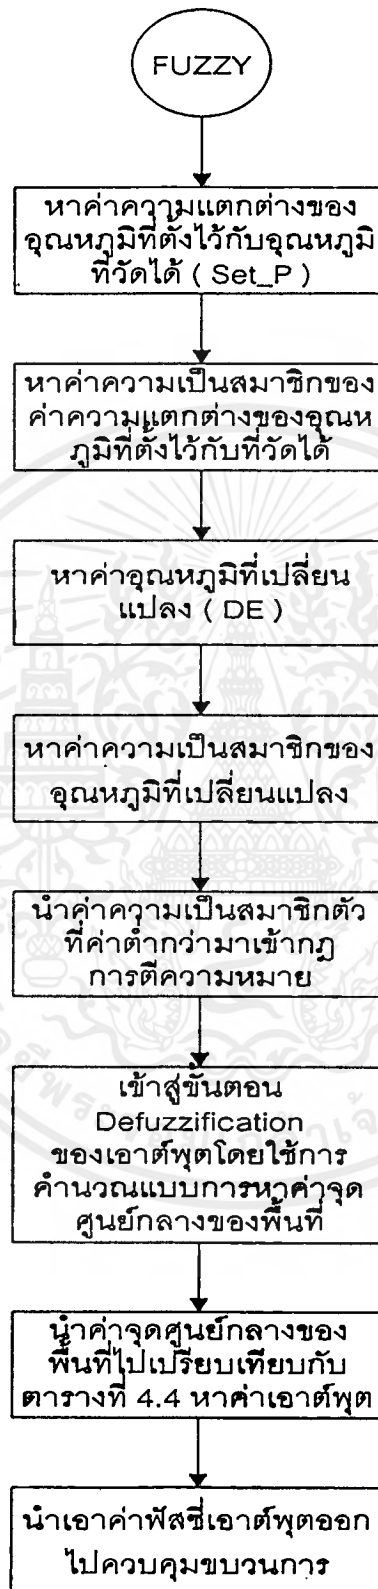 FUZZY
หาค่าความแตกต่างของ
อุณหภูมิที่ตั้งไว้กับอุณหภูมิ
ที่วัดได้ ( Set_P )
หาค่าความเป็นสมาชิกของ
ค่าความแตกต่างของอุณห
ภูมิที่ตั้งไว้กับที่วัดได้
หาค่าอุณหภูมิที่เปลี่ยน
แปลง ( DE )
หาค่าความเป็นสมาชิกของ
อุณหภูมิที่เปลี่ยนแปลง
นำค่าความเป็นสมาชิกตัว
ที่ค่าต่ำกว่ามาเข้ากฎ
การตีความหมาย
เข้าสู่ขั้นตอน
Defuzzification
ของเอาต์พุตโดยใช้การ
คำนวณแบบการหาค่าจุด
ศูนย์กลางของพื้นที่
นำค่าจุดศูนย์กลางของ
พื้นที่ไปเปรียบเทียบกับ
ตารางที่ 4.4 หาค่าเอาต์พุต
นำเอาค่าฟัสซี่เอาต์พุตออก
ไปควบคุมขบวนการ